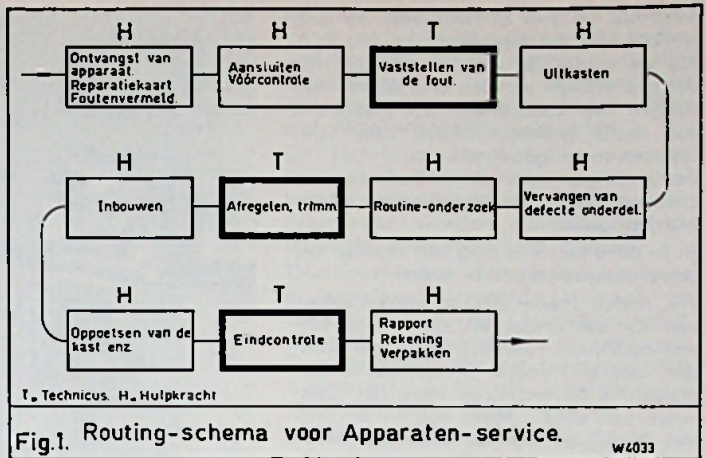 H H T H
Ontvangst van
apparaat.
Reparatiekaart
Foutenvermeld.
Aansluiten
Vóórcontrole
Vaststellen van
de fout.
Uitkasten
H T H H
Inbouwen
Afregelen, trimm.
Routine-onderzoek
Vervangen van
defecte onderdel.
H T H
Oppoetsen van de
kast enz.
Eindcontrole
Rapport
Rekening
Verpakken
T= Technicus. H= Hulpkracht
Fig.1. Routing-schema voor Apparaten-service.
W4033